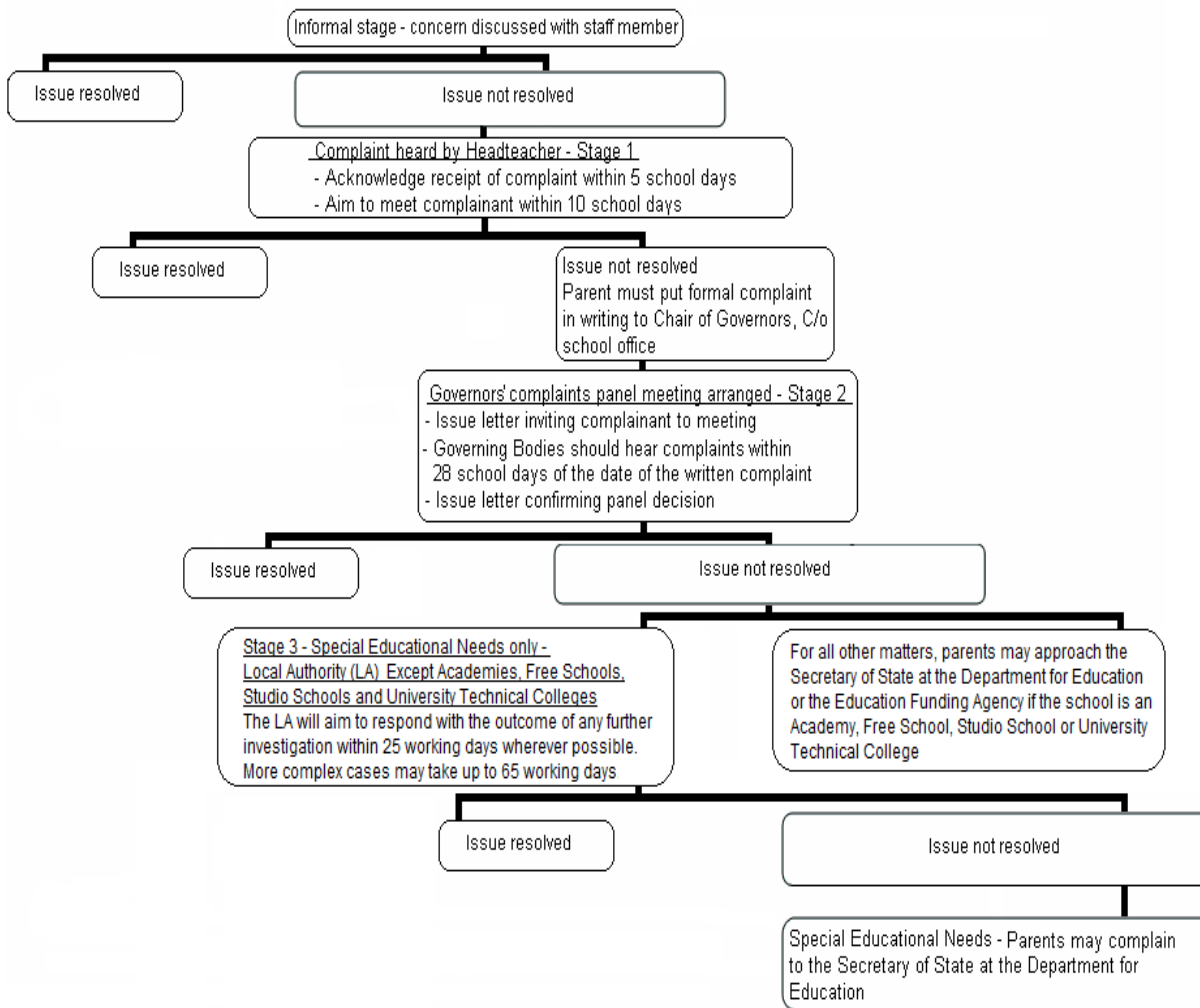 Informal stage - concern discussed with staff member
Issue resolved
Issue not resolved
Complaint heard by Headteacher - Stage 1
- Acknowledge receipt of complaint within 5 school days
- Aim to meet complainant within 10 school days
Issue resolved
Issue not resolved
Parent must put formal complaint
in writing to Chair of Governors, C/o
school office
Governors' complaints panel meeting arranged - Stage 2
- Issue letter inviting complainant to meeting
- Governing Bodies should hear complaints within
28 school days of the date of the written complaint
- Issue letter confirming panel decision
Issue resolved
Issue not resolved
Stage 3 - Special Educational Needs only -
Local Authority (LA) Except Academies, Free Schools,
Studio Schools and University Technical Colleges
The LA will aim to respond with the outcome of any further
investigation within 25 working days wherever possible.
More complex cases may take up to 65 working days
For all other matters, parents may approach the
Secretary of State at the Department for Education
or the Education Funding Agency if the school is an
Academy, Free School, Studio School or University
Technical College
Issue resolved
Issue not resolved
Special Educational Needs - Parents may complain
to the Secretary of State at the Department for
Education